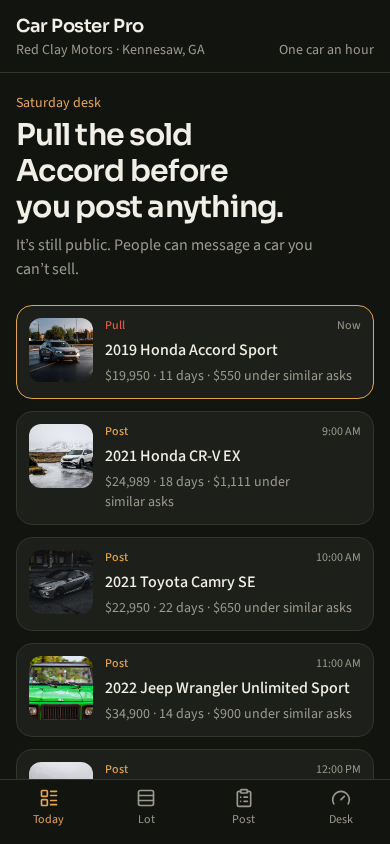 Car Poster Pro
Red Clay Motors · Kennesaw, GA
One car an hour
Saturday desk
Pull the sold
Accord before
you post anything.
It’s still public. People can message a car you
can’t sell.
Pull
Now
2019 Honda Accord Sport
$19,950 · 11 days · $550 under similar asks
Post
9:00 AM
2021 Honda CR-V EX
$24,989 · 18 days · $1,111 under
similar asks
Post
10:00 AM
2021 Toyota Camry SE
$22,950 · 22 days · $650 under similar asks
Post
11:00 AM
2022 Jeep Wrangler Unlimited Sport
$34,900 · 14 days · $900 under similar asks
Post
12:00 PM
Today
Lot
Post
Desk